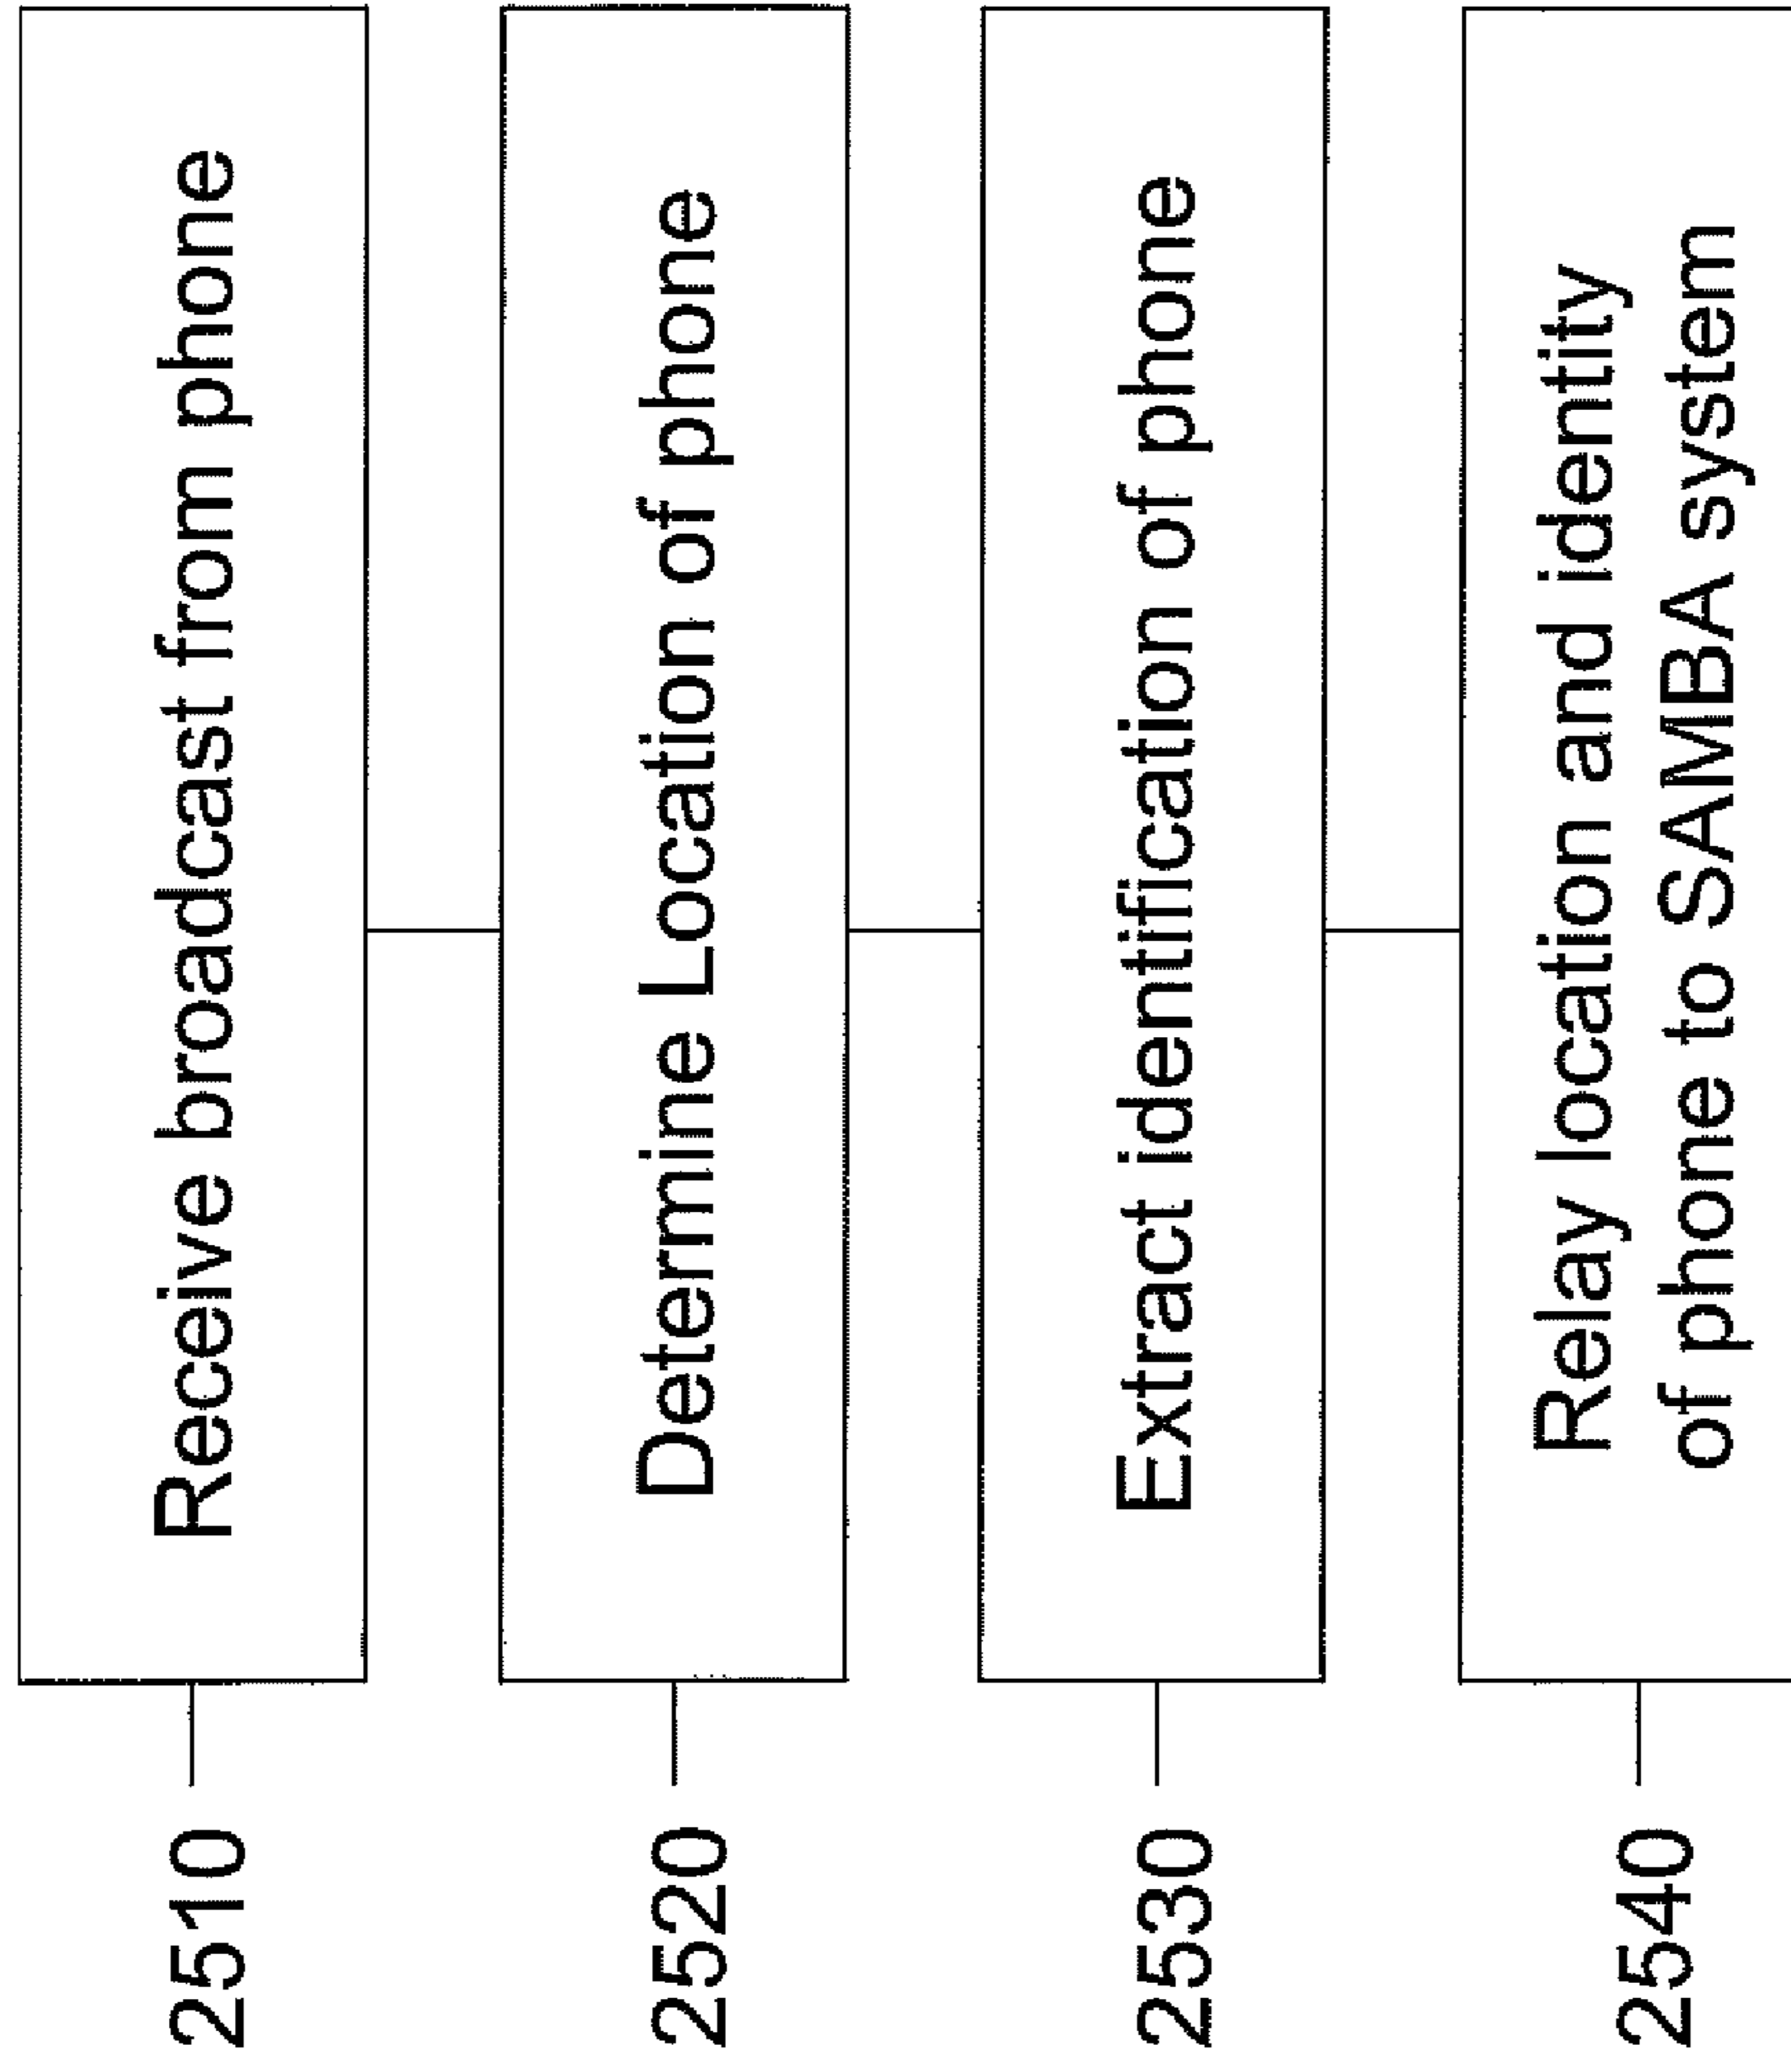 2510
Receive broadcast from phone
2520
Determine Location of phone
2530
Extract identification of phone
2540
Relay location and identity
of phone to SAMBA system